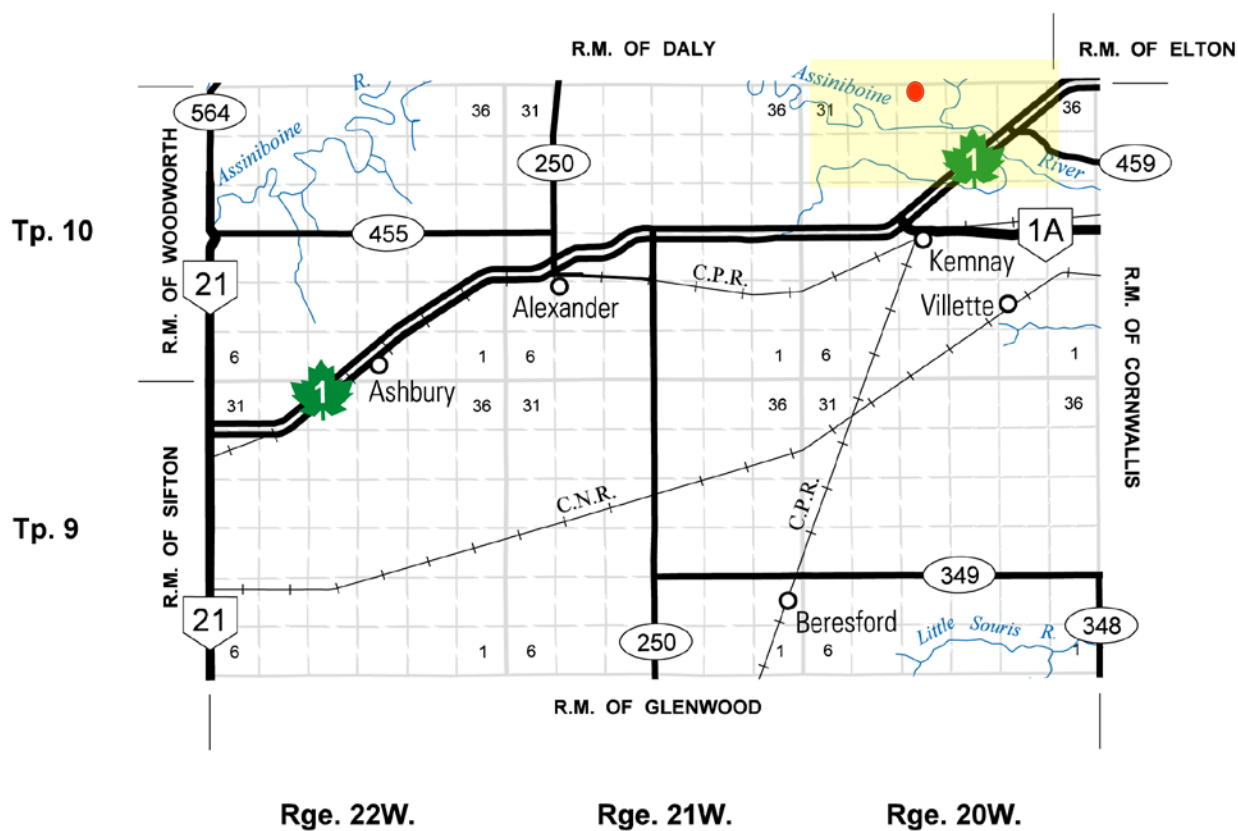 R.M. OF DALY
R.M. OF ELTON
R.
Assiniboine
564
36
31
36
31
36
Assiniboine
250
1
River
459
R.M. OF WOODWORTH
Tp. 10
455
1A
Kemnay
21
C.P.R.
Alexander
Villette
R.M. OF CORNWALLIS
6
1
6
1
6
1
1
Ashbury
31
36
31
36
31
36
R.M. OF SIFTON
C.N.R.
C.P.R.
Tp. 9
349
21
Beresford
Little Souris R.
348
250
6
1
6
1
6
1
R.M. OF GLENWOOD
Rge. 22W.
Rge. 21W.
Rge. 20W.